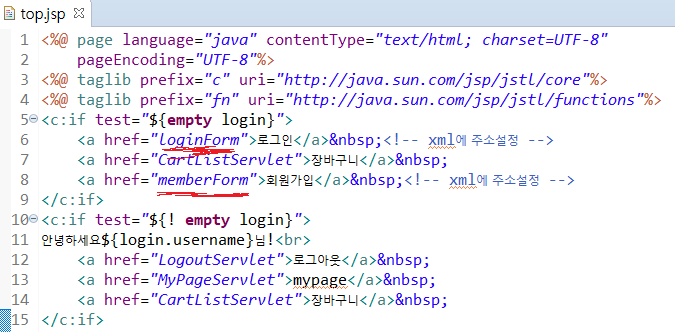 top.jsp
1 <%@ page language="java" contentType="text/html; charset=UTF-8"
2     pageEncoding="UTF-8"%>
3 <%@ taglib prefix="c" uri="http://java.sun.com/jsp/jstl/core"%>
4 <%@ taglib prefix="fn" uri="http://java.sun.com/jsp/jstl/functions"%>
5 <c:if test="${empty login}">
6     <a href="loginForm">로그인</a>&nbsp;<!-- xml에 주소설정 -->
7     <a href="CartListServlet">장바구니</a>&nbsp;
8     <a href="memberForm">회원가입</a>&nbsp;<!-- xml에 주소설정 -->
9 </c:if>
10 <c:if test="${! empty login}">
11 안녕하세요${login.username}님!<br>
12     <a href="LogoutServlet">로그아웃</a>&nbsp;
13     <a href="MyPageServlet">mypage</a>&nbsp;
14     <a href="CartListServlet">장바구니</a>&nbsp;
15 </c:if>